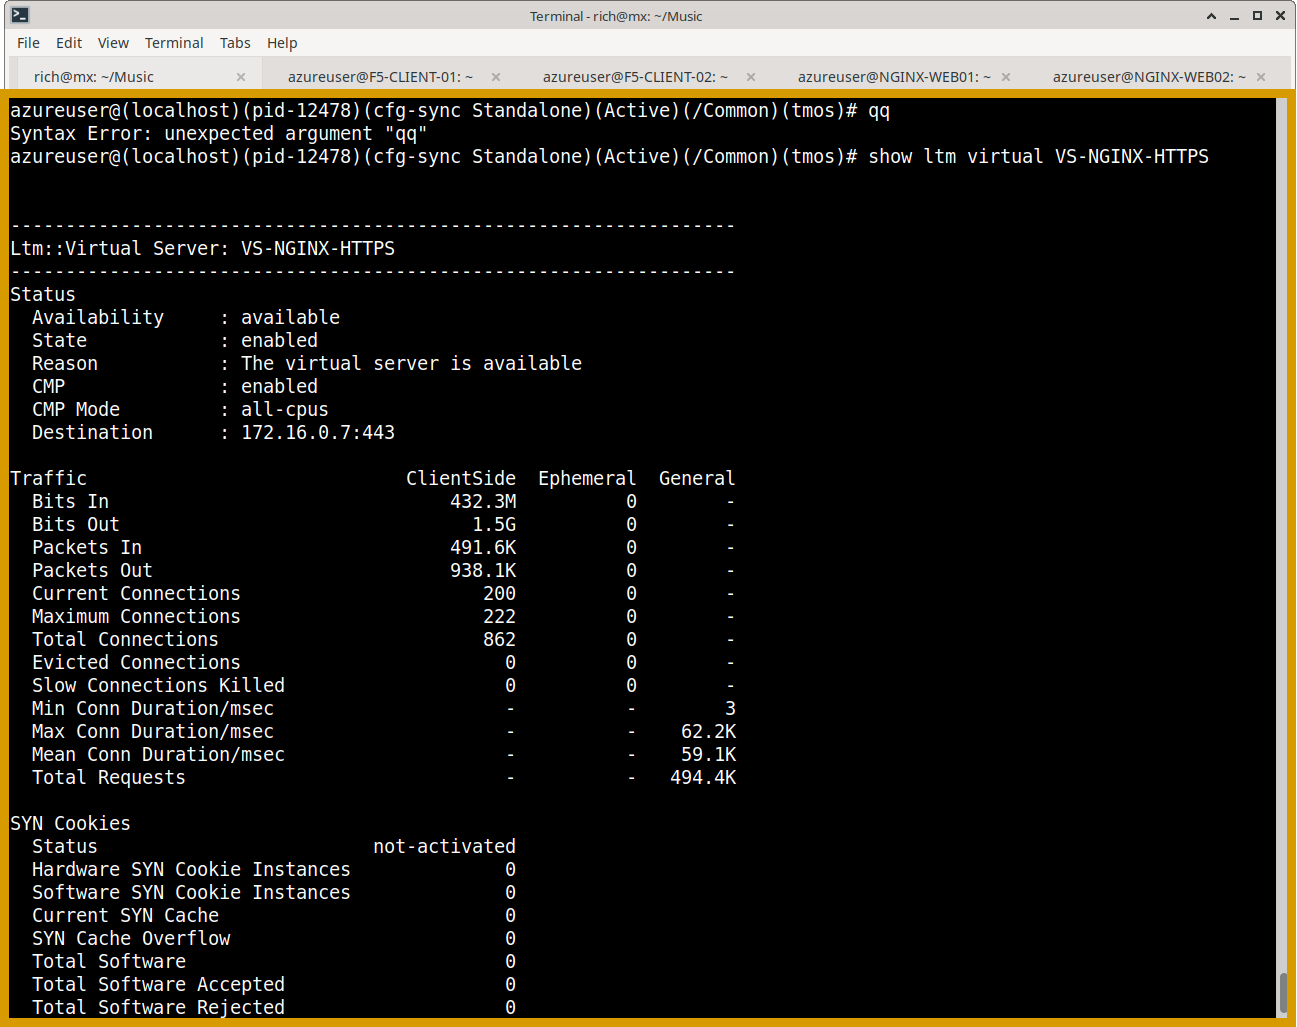 Terminal - rich@mx: ~/Music
File Edit View Terminal Tabs Help
rich@mx: ~/Music azureuser@F5-CLIENT-01: ~ azureuser@F5-CLIENT-02: ~ azureuser@NGINX-WEB01: ~ azureuser@NGINX-WEB02: ~
azureuser@(localhost)(pid-12478)(cfg-sync Standalone)(Active)(/Common)(tmos)# qq
Syntax Error: unexpected argument "qq"
azureuser@(localhost)(pid-12478)(cfg-sync Standalone)(Active)(/Common)(tmos)# show ltm virtual VS-NGINX-HTTPS
------------------------------------------------------------------
Ltm::Virtual Server: VS-NGINX-HTTPS
------------------------------------------------------------------
Status
  Availability     : available
  State            : enabled
  Reason           : The virtual server is available
  CMP              : enabled
  CMP Mode         : all-cpus
  Destination      : 172.16.0.7:443
Traffic                             ClientSide  Ephemeral  General
  Bits In                               432.3M          0        -
  Bits Out                                1.5G          0        -
  Packets In                            491.6K          0        -
  Packets Out                           938.1K          0        -
  Current Connections                      200          0        -
  Maximum Connections                      222          0        -
  Total Connections                        862          0        -
  Evicted Connections                        0          0        -
  Slow Connections Killed                    0          0        -
  Min Conn Duration/msec                     -          -        3
  Max Conn Duration/msec                     -          -    62.2K
  Mean Conn Duration/msec                    -          -    59.1K
  Total Requests                             -          -   494.4K
SYN Cookies
  Status                         not-activated
  Hardware SYN Cookie Instances              0
  Software SYN Cookie Instances              0
  Current SYN Cache                          0
  SYN Cache Overflow                         0
  Total Software                             0
  Total Software Accepted                    0
  Total Software Rejected                    0